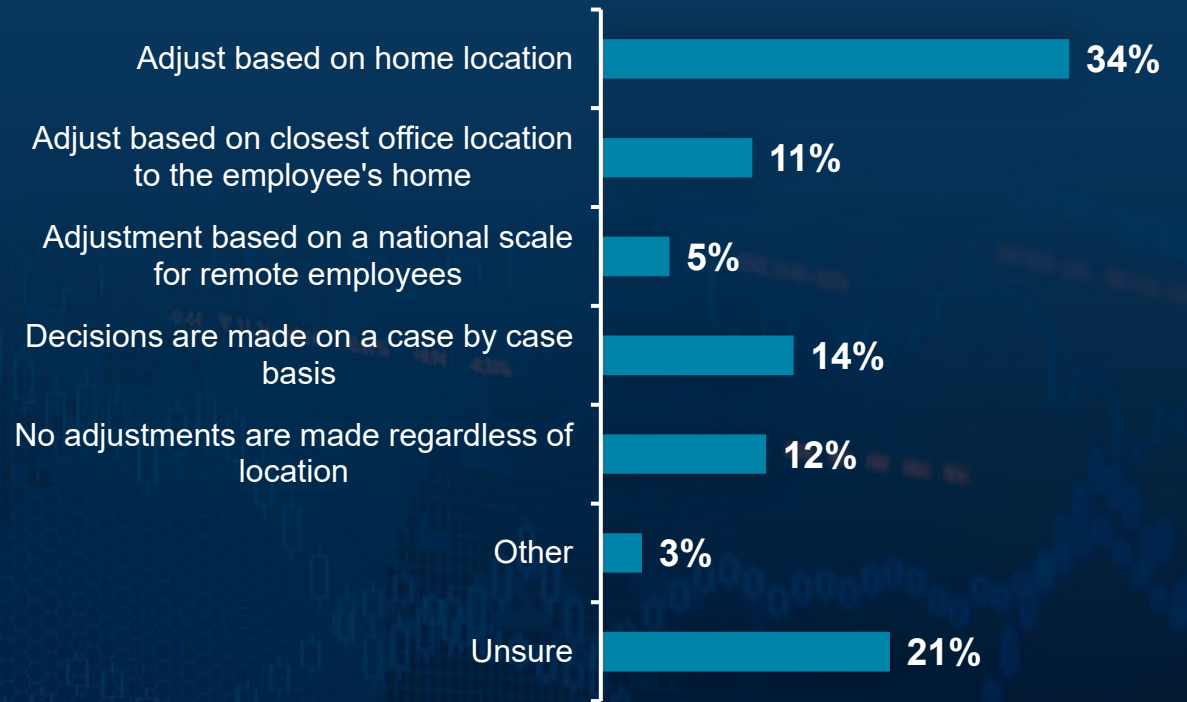 Adjust based on home location
34%
Adjust based on closest office location
to the employee's home
11%
Adjustment based on a national scale
for remote employees
5%
Decisions are made on a case by case
basis
14%
No adjustments are made regardless of
location
12%
Other
3%
Unsure
21%